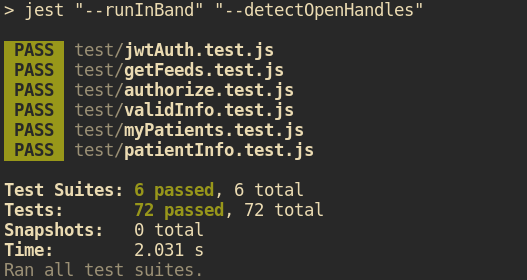 > jest "--runInBand" "--detectOpenHandles"
PASS test/jwtAuth.test.js
PASS test/getFeeds.test.js
PASS test/authorize.test.js
PASS test/validInfo.test.js
PASS test/myPatients.test.js
PASS test/patientInfo.test.js
Test Suites: 6 passed, 6 total
Tests: 72 passed, 72 total
Snapshots: 0 total
Time: 2.031 s
Ran all test suites.